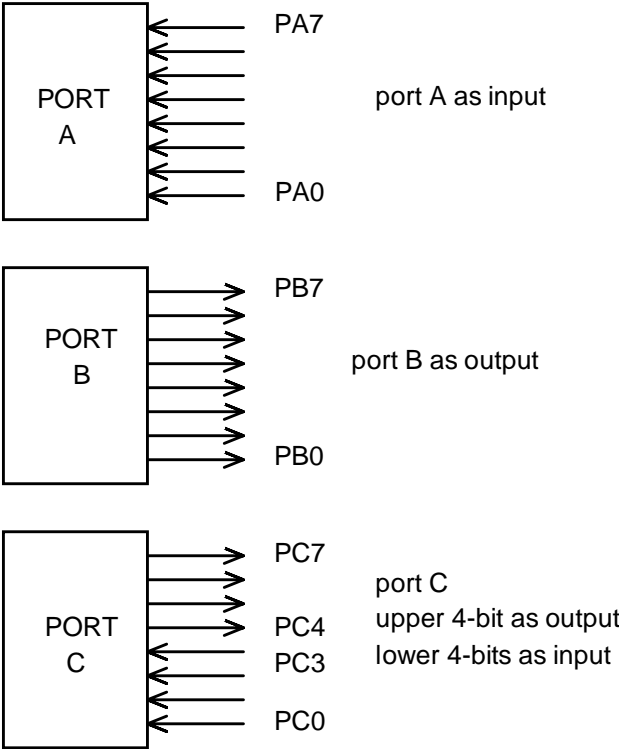 PORT
A
PA7
PA0
port A as input
PORT
B
PB7
PB0
port B as output
PORT
C
PC7
PC4
PC3
PC0
port C
upper 4-bit as output
lower 4-bits as input